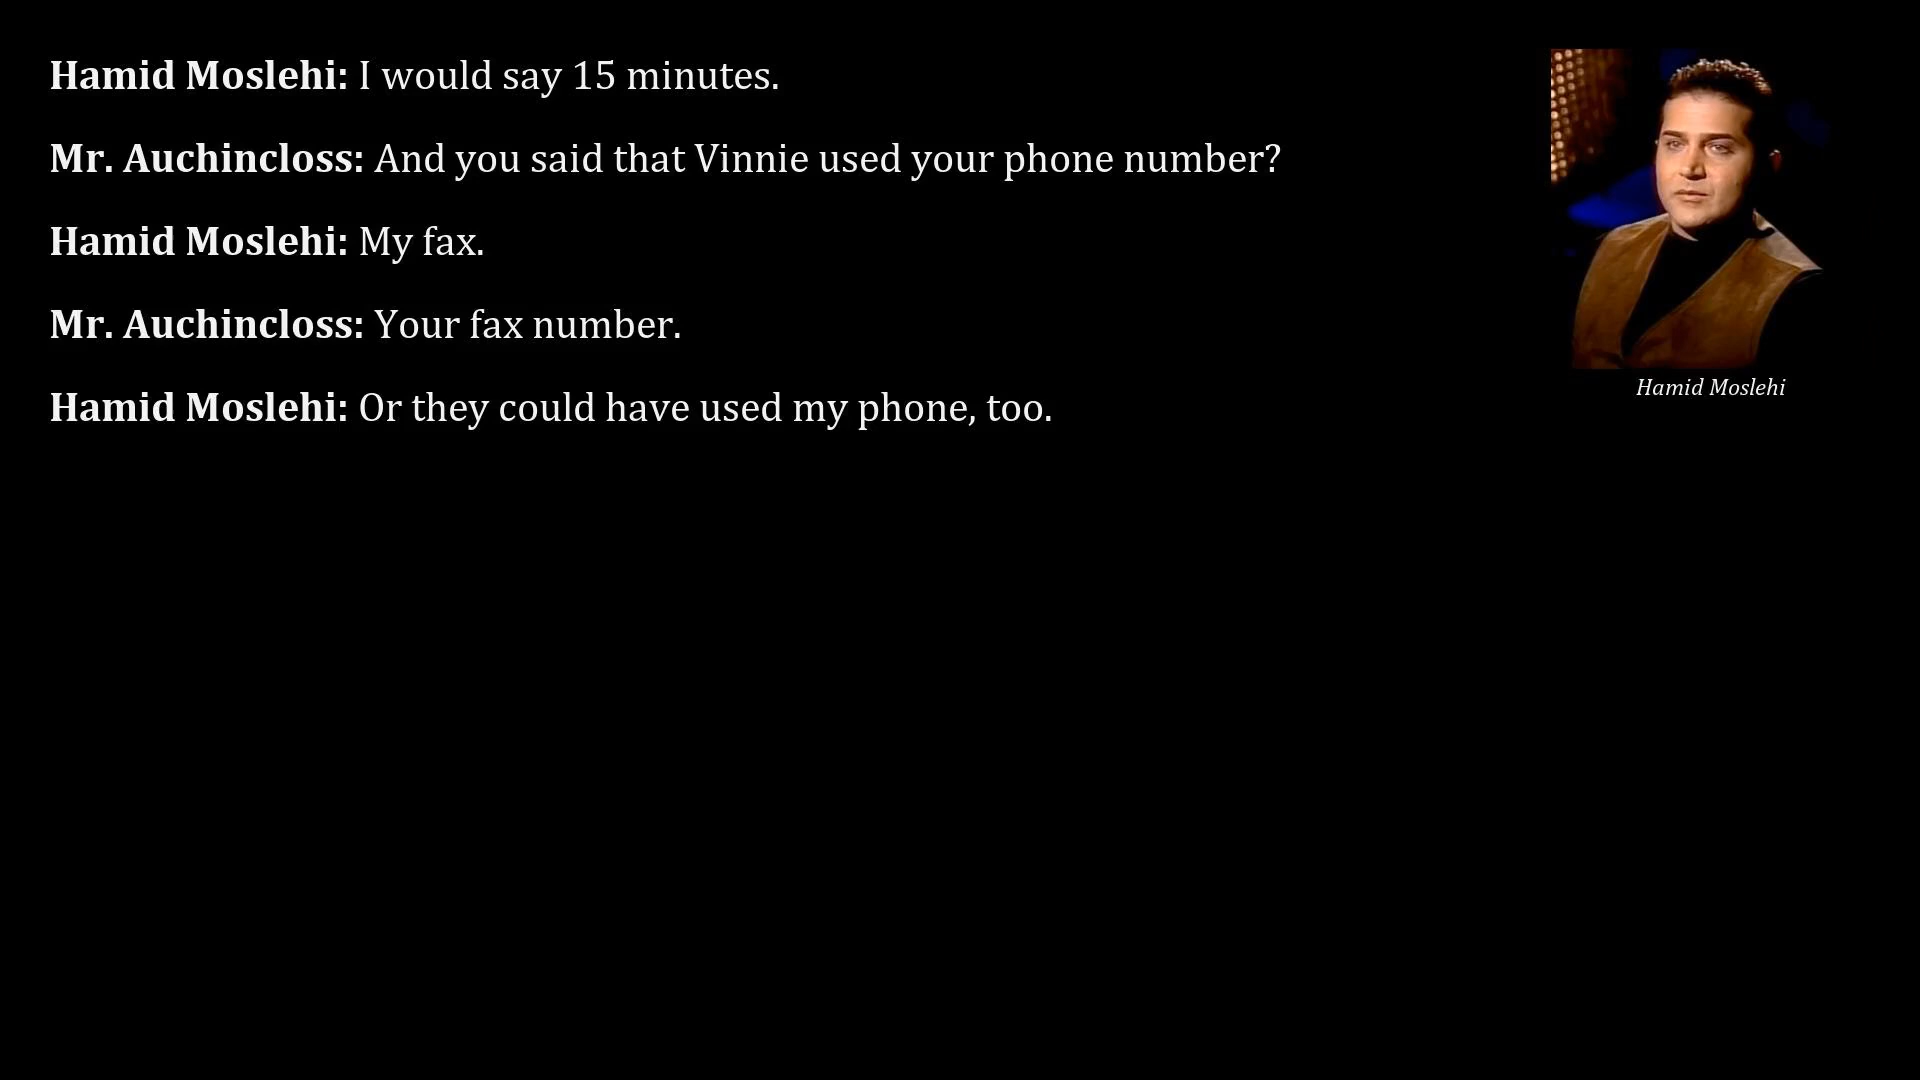 Hamid Moslehi: I would say 15 minutes.
Mr. Auchincloss: And you said that Vinnie used your phone number?
Hamid Moslehi: My fax.
Mr. Auchincloss: Your fax number.
Hamid Moslehi: Or they could have used my phone, too.
Hamid Moslehi